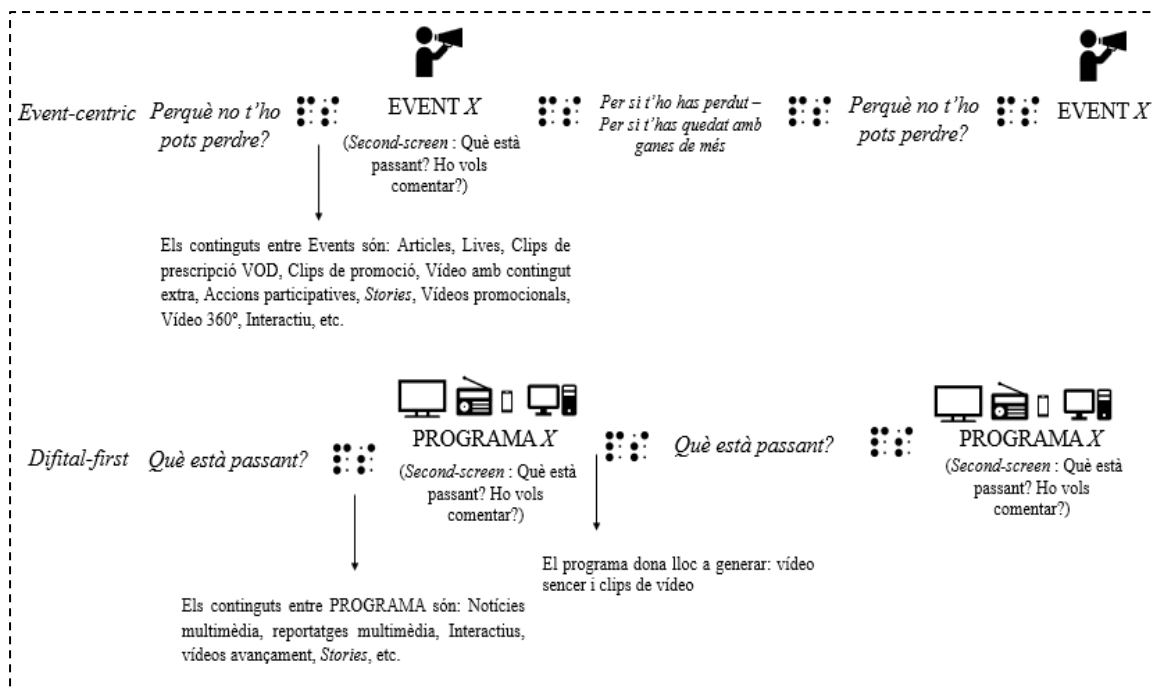 Event-centric
Perquè no t'ho
pots perdre?
EVENT X
(Second-screen : Què està
passant? Ho vols
comentar?)
Per si t'ho has perdut –
Per si t'has quedat amb
ganes de més
Perquè no t'ho
pots perdre?
EVENT X
Els continguts entre Events són: Articles, Lives, Clips de
prescripció VOD, Clips de promoció, Vídeo amb contingut
extra, Accions participatives, Stories, Vídeos promocionals,
Vídeo 360º, Interactiu, etc.
Difital-first
Què està passant?
PROGRAMA X
(Second-screen : Què està
passant? Ho vols
comentar?)
Què està passant?
PROGRAMA X
(Second-screen : Què està
passant? Ho vols
comentar?)
El programa dona lloc a generar: vídeo
sencer i clips de vídeo
Els continguts entre PROGRAMA són: Notícies
multimèdia, reportatges multimèdia, Interactius,
vídeos avançament, Stories, etc.